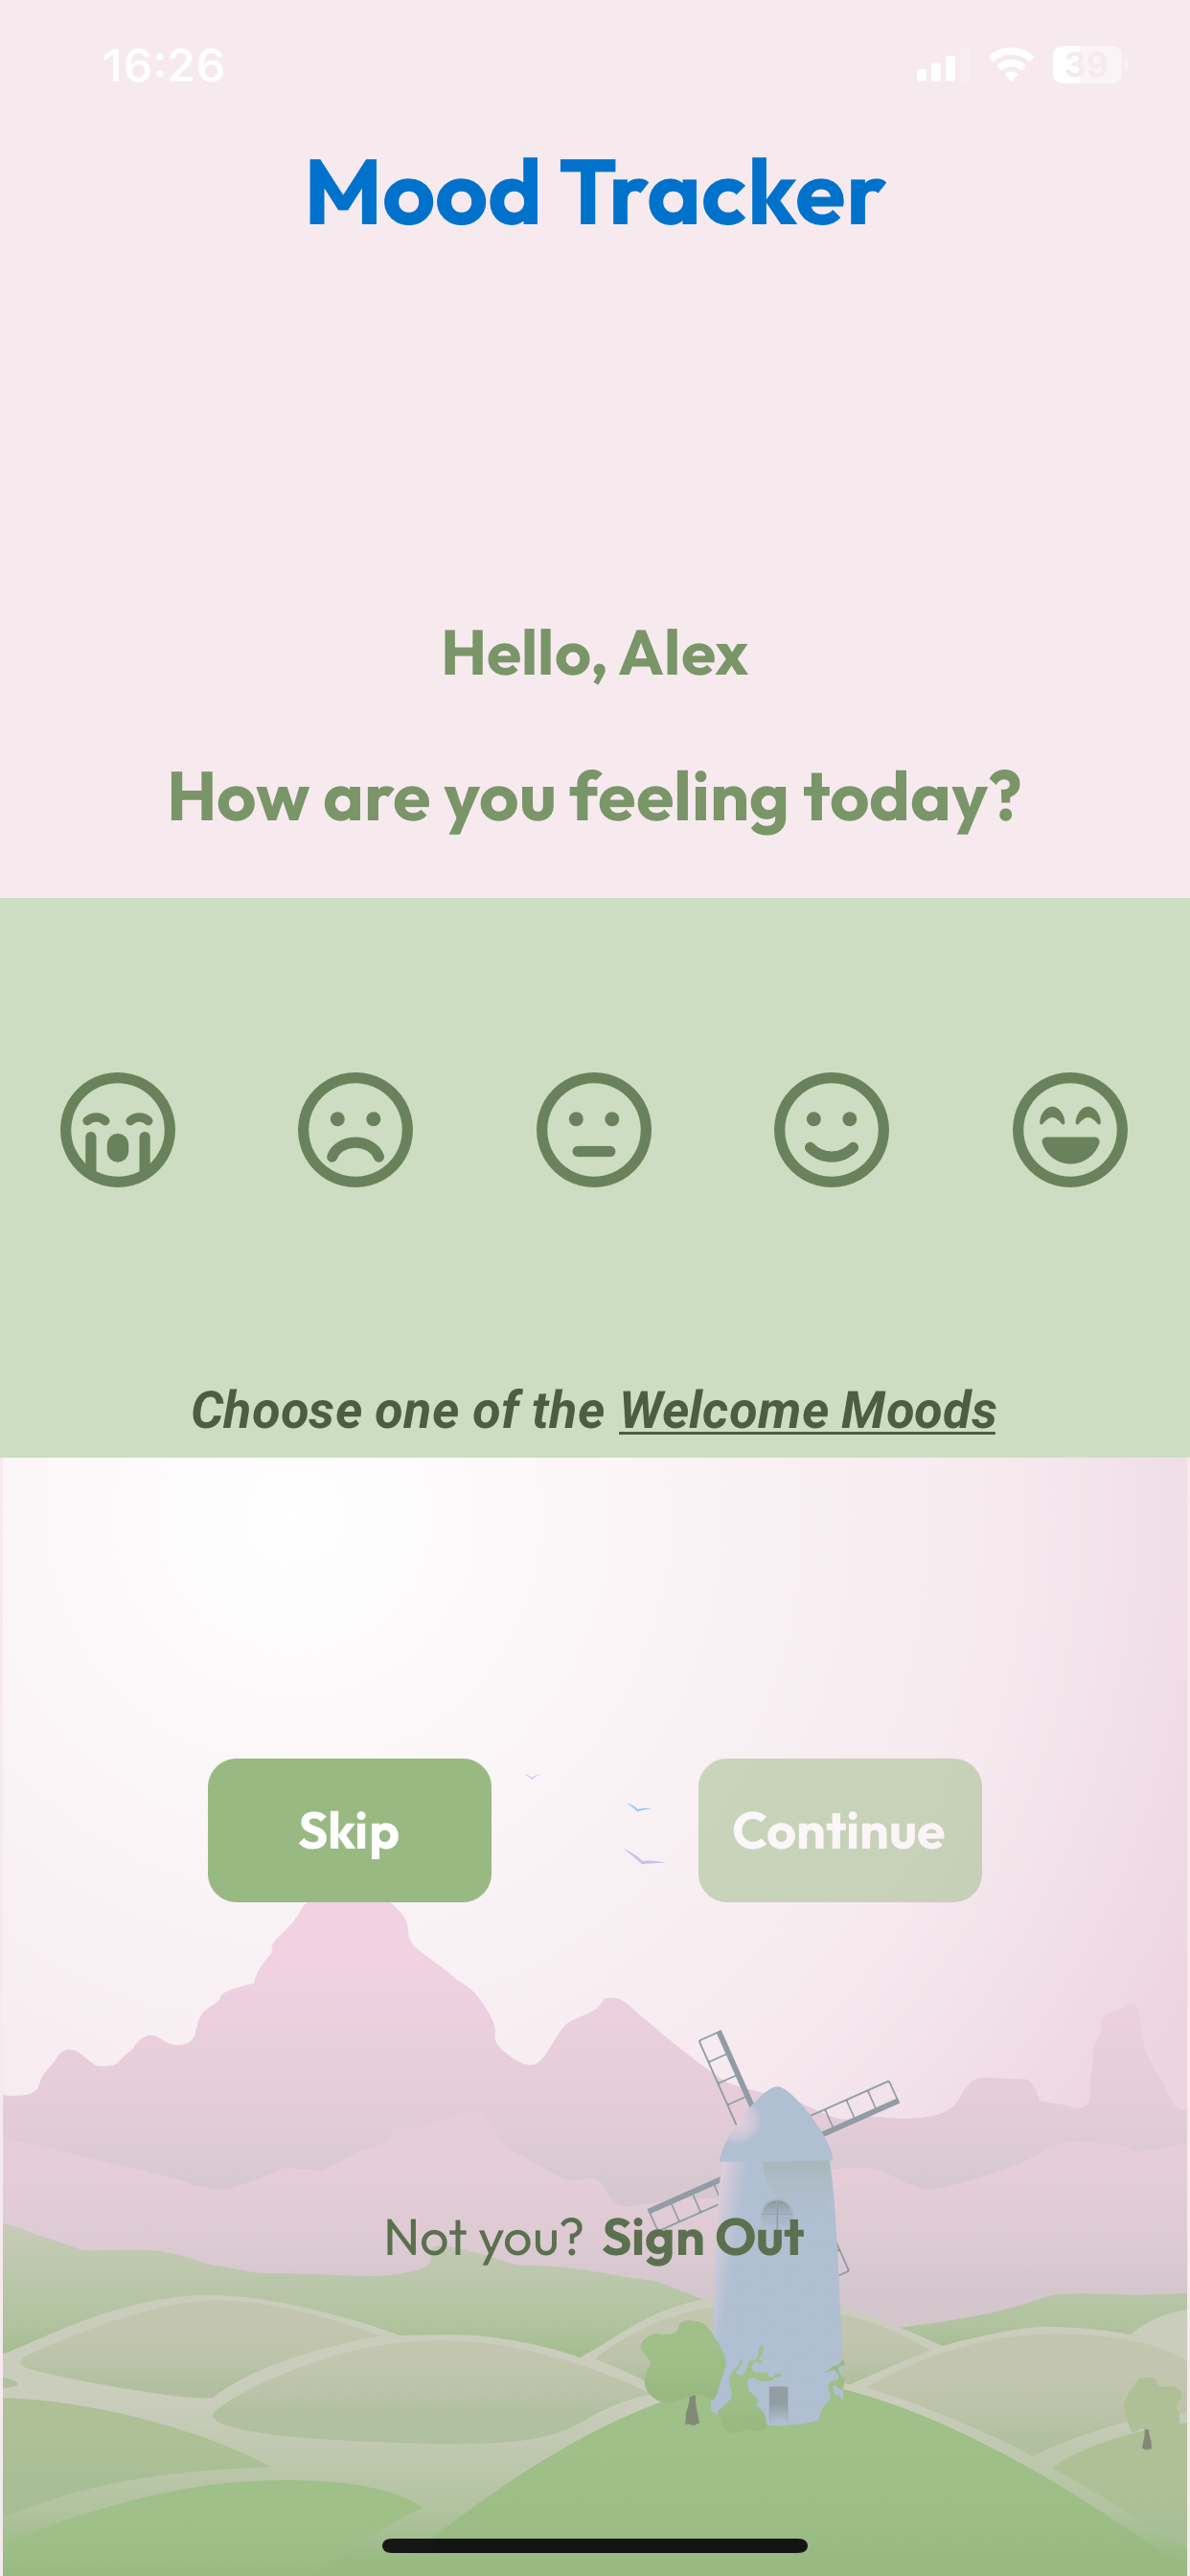 16:26
39
Mood Tracker
Hello, Alex
How are you feeling today?
Choose one of the Welcome Moods
Skip
Continue
Not you? Sign Out